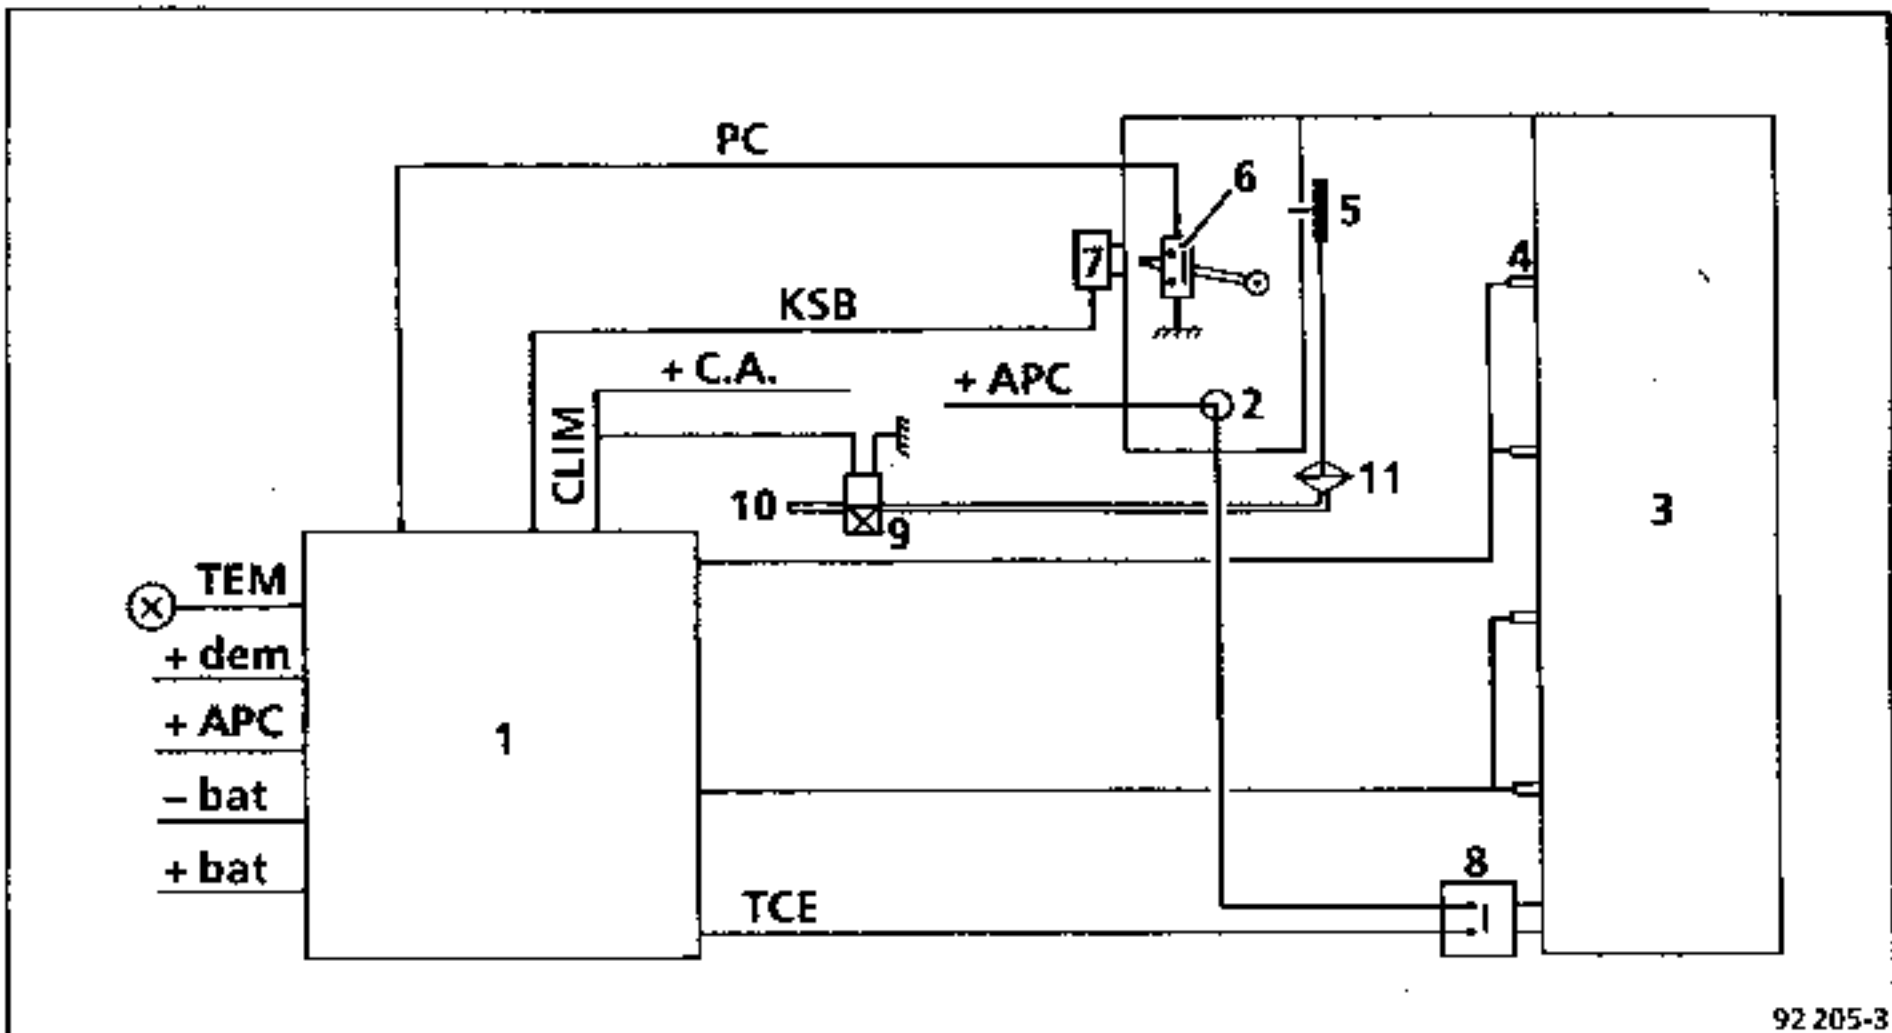 PC
6
5
7
4
KSB
+ C.A.
+ APC
2
CLIM
11
10
9
3
TEM
+ dem
+ APC
1
– bat
+ bat
8
TCE
92 205-3